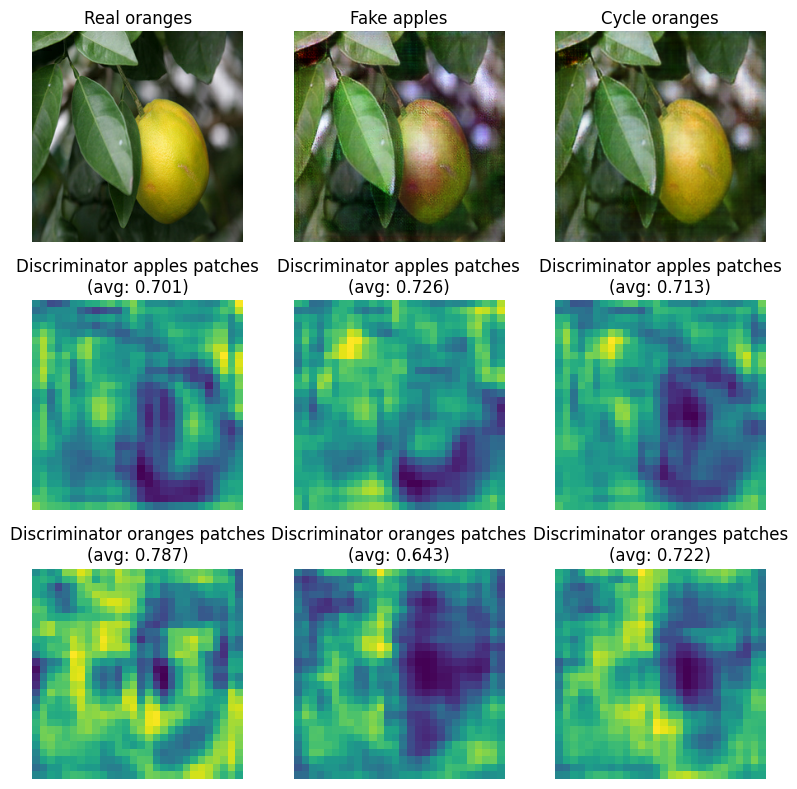 Real oranges
Fake apples
Cycle oranges
Discriminator apples patches
(avg: 0.701)
Discriminator apples patches
(avg: 0.726)
Discriminator apples patches
(avg: 0.713)
Discriminator oranges patches
(avg: 0.787)
Discriminator oranges patches
(avg: 0.643)
Discriminator oranges patches
(avg: 0.722)